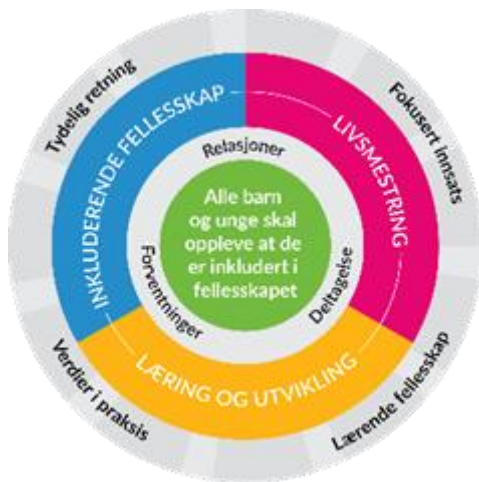 Tydelig retning
Fokusert innsats
INKLUDERENDE FELLESSKAP
LIVSMESTRING
Relasjoner
Alle barn
og unge skal
oppleve at de
er inkludert i
fellesskapet
Forventninger
Deltagelse
LÆRING OG UTVIKLING
Verdier i praksis
Lærende fellesskap